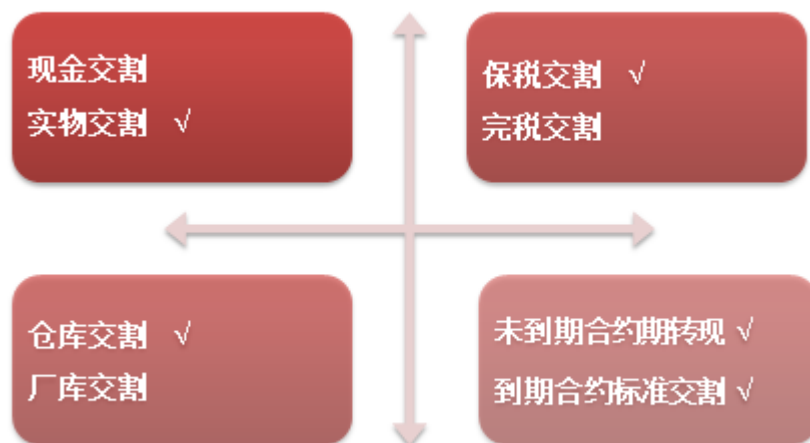 现金交割
实物交割 √
保税交割 √
完税交割
仓库交割 √
厂库交割
未到期合约期转现 √
到期合约标准交割 √